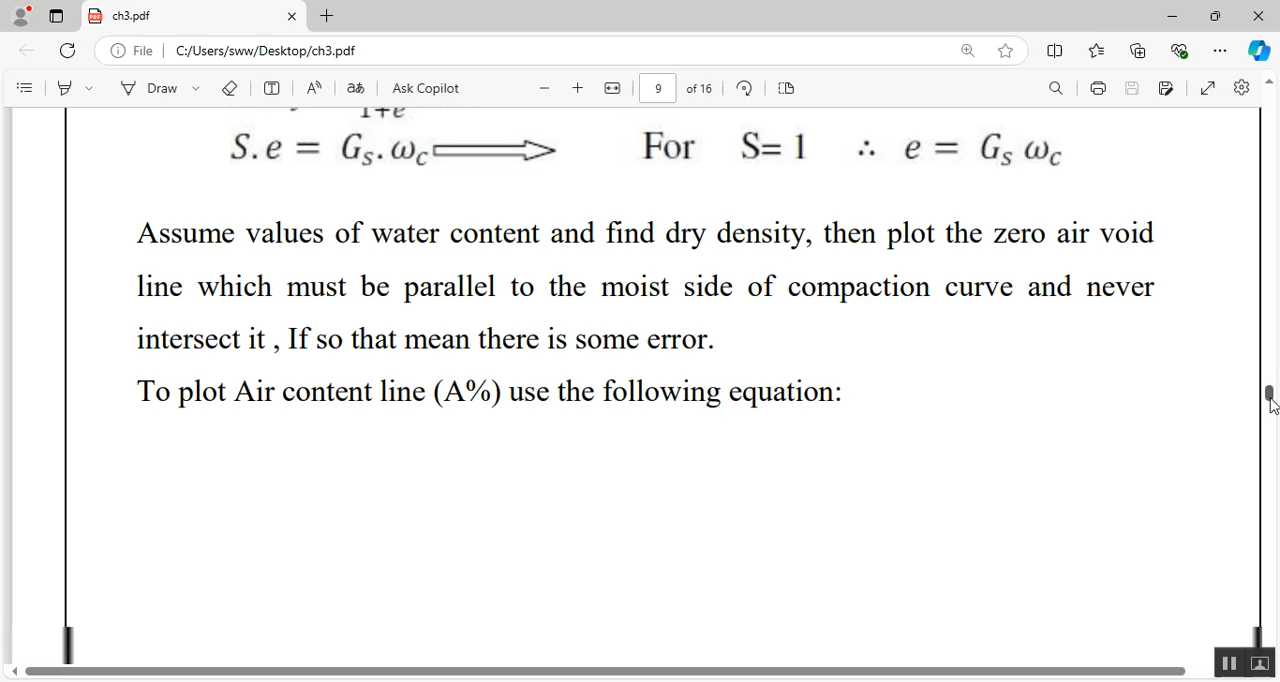 ch3.pdf
File C:/Users/sww/Desktop/ch3.pdf
Draw aあ Ask Copilot 9 of 16
1+e
S.e = Gₛ.ω꜀ For S= 1 ∴ e = Gₛ ω꜀
Assume values of water content and find dry density, then plot the zero air void
line which must be parallel to the moist side of compaction curve and never
intersect it , If so that mean there is some error.
To plot Air content line (A%) use the following equation: